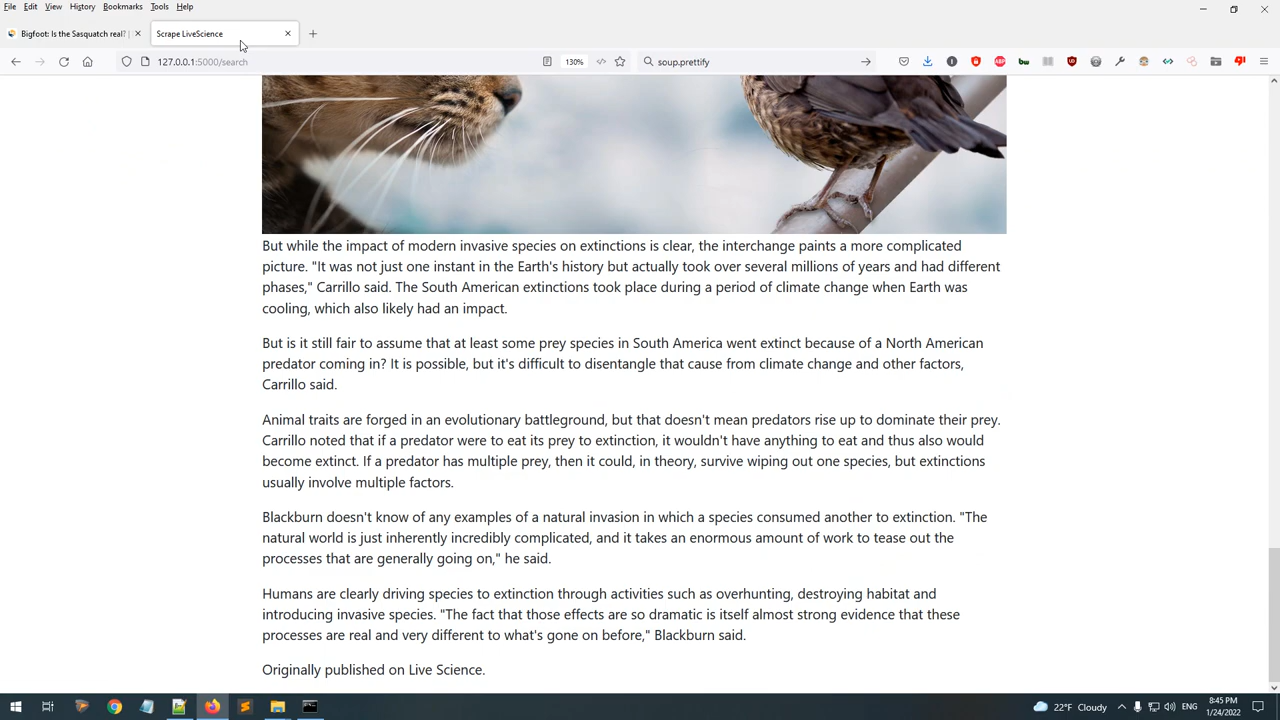 File Edit View History Bookmarks Tools Help
Bigfoot: Is the Sasquatch real? |
Scrape LiveScience
127.0.0.1:5000/search
130%
soup.prettify
But while the impact of modern invasive species on extinctions is clear, the interchange paints a more complicated
picture. "It was not just one instant in the Earth's history but actually took over several millions of years and had different
phases," Carrillo said. The South American extinctions took place during a period of climate change when Earth was
cooling, which also likely had an impact.
But is it still fair to assume that at least some prey species in South America went extinct because of a North American
predator coming in? It is possible, but it's difficult to disentangle that cause from climate change and other factors,
Carrillo said.
Animal traits are forged in an evolutionary battleground, but that doesn't mean predators rise up to dominate their prey.
Carrillo noted that if a predator were to eat its prey to extinction, it wouldn't have anything to eat and thus also would
become extinct. If a predator has multiple prey, then it could, in theory, survive wiping out one species, but extinctions
usually involve multiple factors.
Blackburn doesn't know of any examples of a natural invasion in which a species consumed another to extinction. "The
natural world is just inherently incredibly complicated, and it takes an enormous amount of work to tease out the
processes that are generally going on," he said.
Humans are clearly driving species to extinction through activities such as overhunting, destroying habitat and
introducing invasive species. "The fact that those effects are so dramatic is itself almost strong evidence that these
processes are real and very different to what's gone on before," Blackburn said.
Originally published on Live Science.
22°F Cloudy
ENG
8:45 PM
1/24/2022